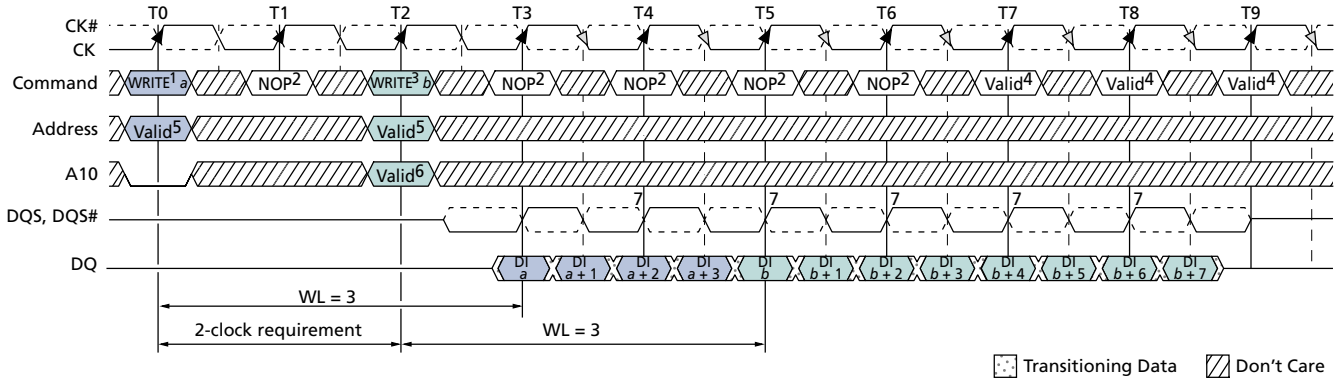 T0 T1 T2 T3 T4 T5 T6 T7 T8 T9
CK#
CK
Command WRITE¹ a NOP² WRITE³ b NOP² NOP² NOP² NOP² Valid⁴ Valid⁴ Valid⁴
Address Valid⁵ Valid⁵
A10 Valid⁶
7 7 7 7 7
DQS, DQS#
DQ DI a DI a + 1 DI a + 2 DI a + 3 DI b DI b + 1 DI b + 2 DI b + 3 DI b + 4 DI b + 5 DI b + 6 DI b + 7
WL = 3
2-clock requirement WL = 3
Transitioning Data Don't Care